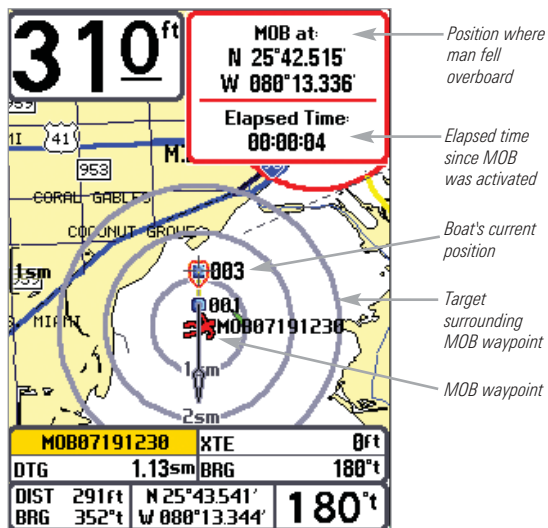 310 ft
MOB at:
N 25°42.515'
W 080°13.336'
Elapsed Time:
00:00:04
Position where
man fell
overboard
Elapsed time
since MOB
was activated
Boat's current
position
Target
surrounding
MOB waypoint
MOB waypoint
MI
41
953
CORAL GABLES
COCONUT GROVE
1sm
003
001
MIAMI
MOB07191230
1sm
2sm
MOB07191230
XTE 0ft
DTG 1.13sm
BRG 180°t
DIST 291ft
BRG 352°t
N 25°43.541'
W 080°13.344'
180°t